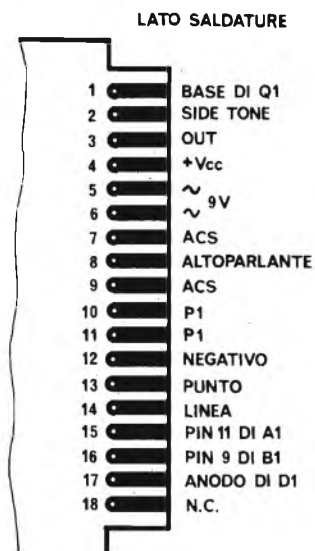 LATO SALDATURE
1 BASE DI Q1
2 SIDE TONE
3 OUT
4 +Vcc
5 ~
9V
6 ~
7 ACS
8 ALTOPARLANTE
9 ACS
10 P1
11 P1
12 NEGATIVO
13 PUNTO
14 LINEA
15 PIN 11 DI A1
16 PIN 9 DI B1
17 ANODO DI D1
18 N.C.